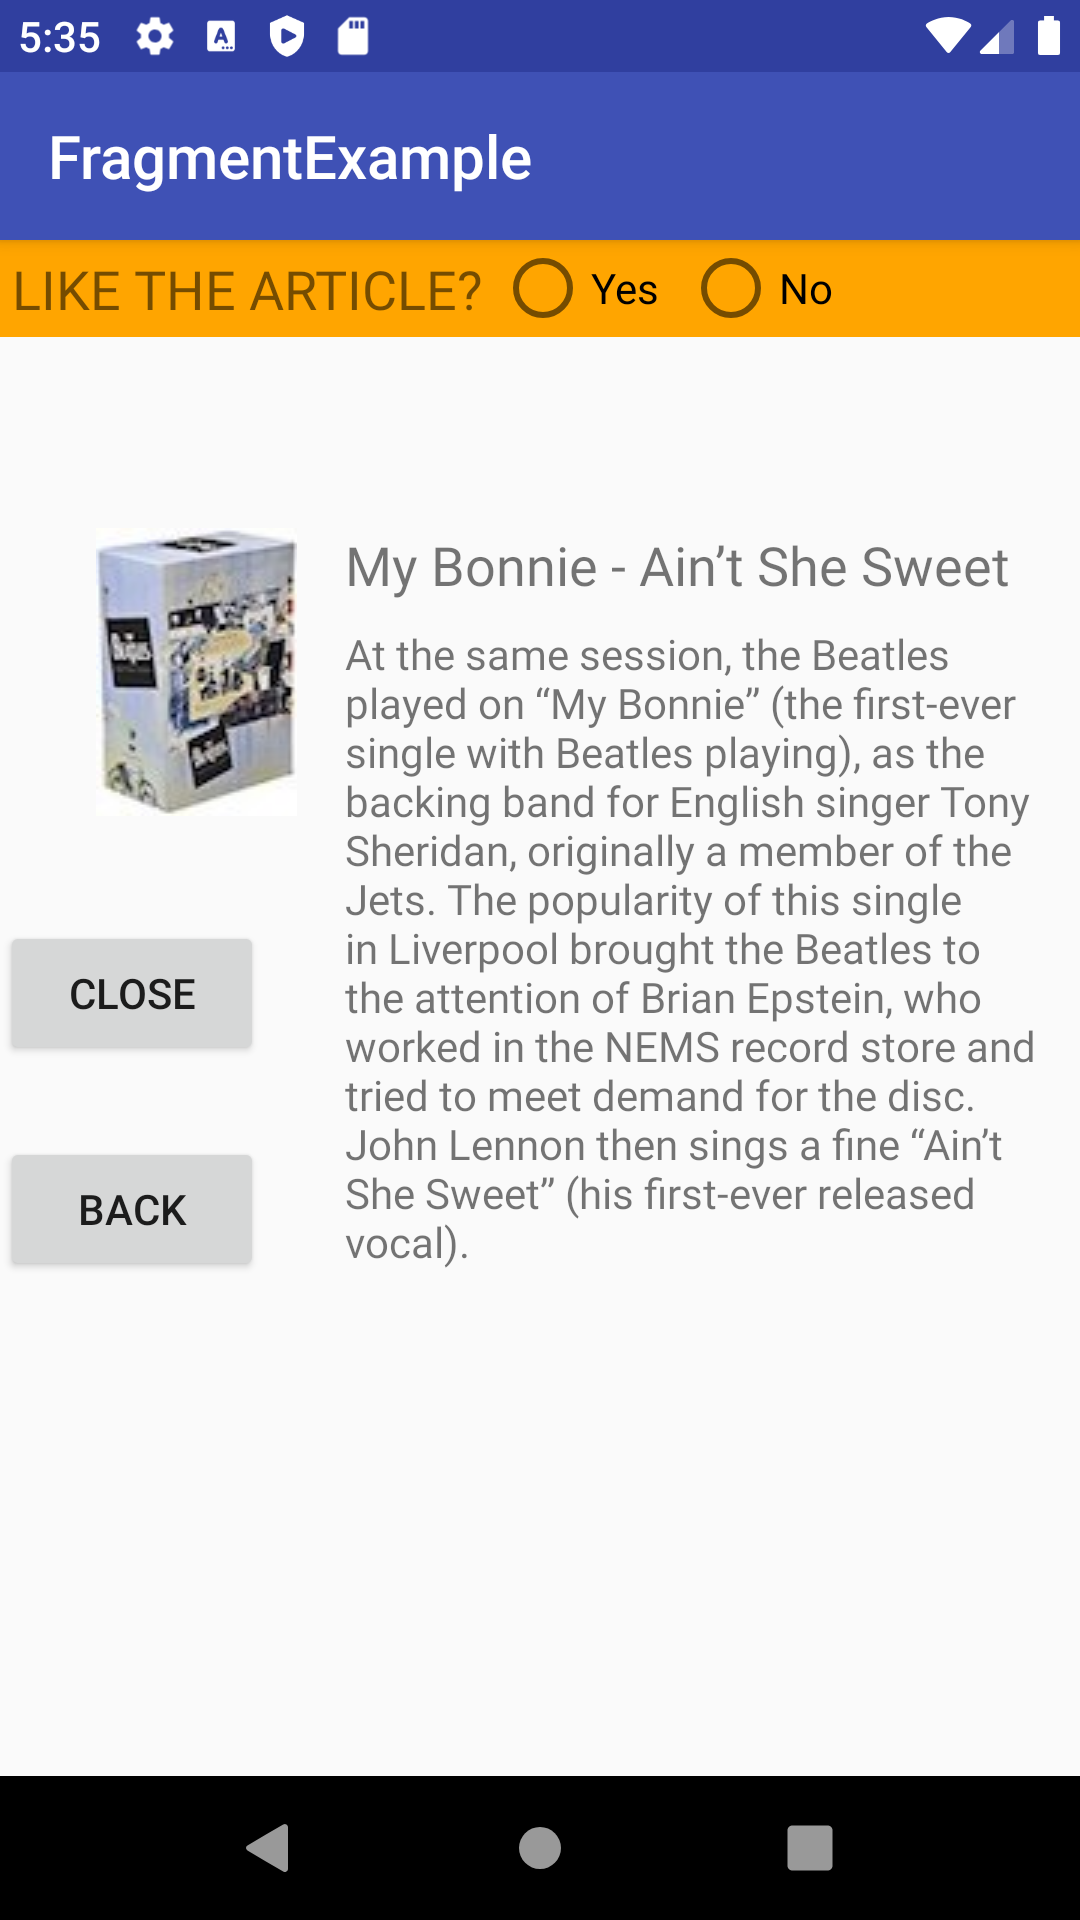 5:35
FragmentExample
LIKE THE ARTICLE? Yes No
My Bonnie - Ain’t She Sweet
At the same session, the Beatles
played on “My Bonnie” (the first-ever
single with Beatles playing), as the
backing band for English singer Tony
Sheridan, originally a member of the
Jets. The popularity of this single
in Liverpool brought the Beatles to
the attention of Brian Epstein, who
worked in the NEMS record store and
tried to meet demand for the disc.
John Lennon then sings a fine “Ain’t
She Sweet” (his first-ever released
vocal).
CLOSE
BACK